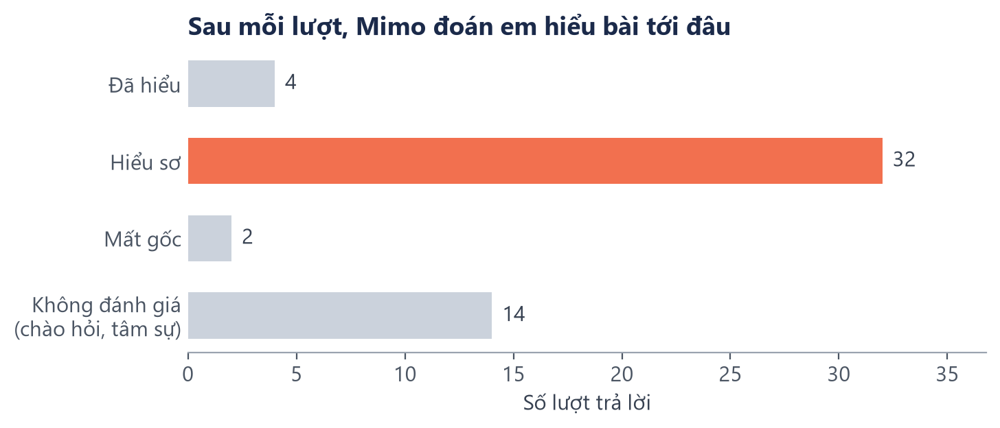 Sau mỗi lượt, Mimo đoán em hiểu bài tới đâu
Đã hiểu
4
Hiểu sơ
32
Mất gốc
2
Không đánh giá
(chào hỏi, tâm sự)
14
0 5 10 15 20 25 30 35
Số lượt trả lời